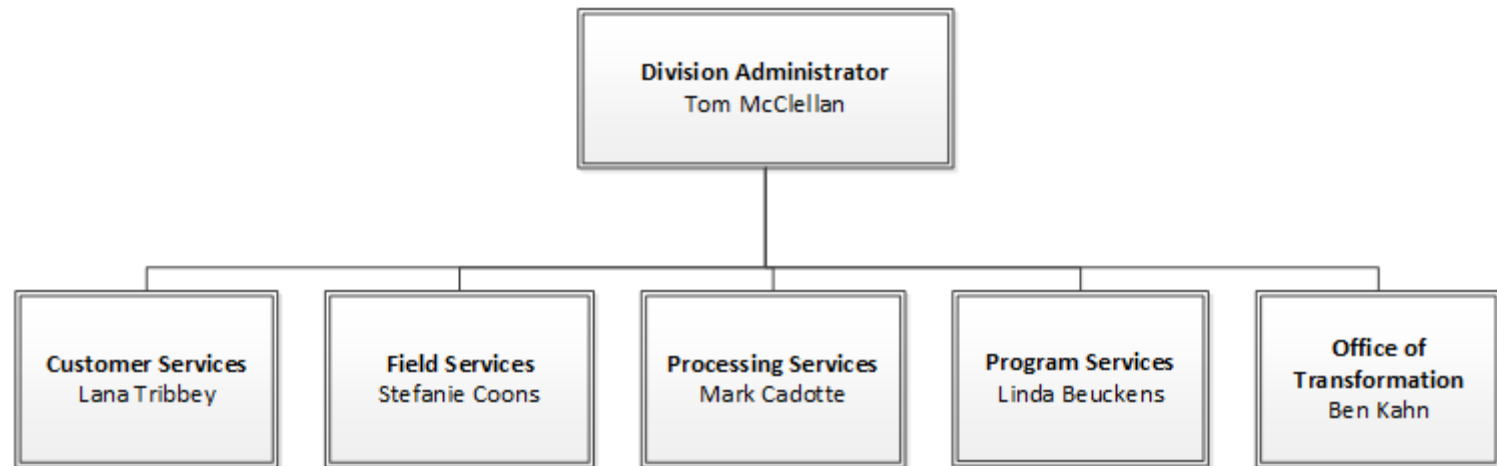 Division Administrator
Tom McClellan
Customer Services
Lana Tribbey
Field Services
Stefanie Coons
Processing Services
Mark Cadotte
Program Services
Linda Beuckens
Office of
Transformation
Ben Kahn